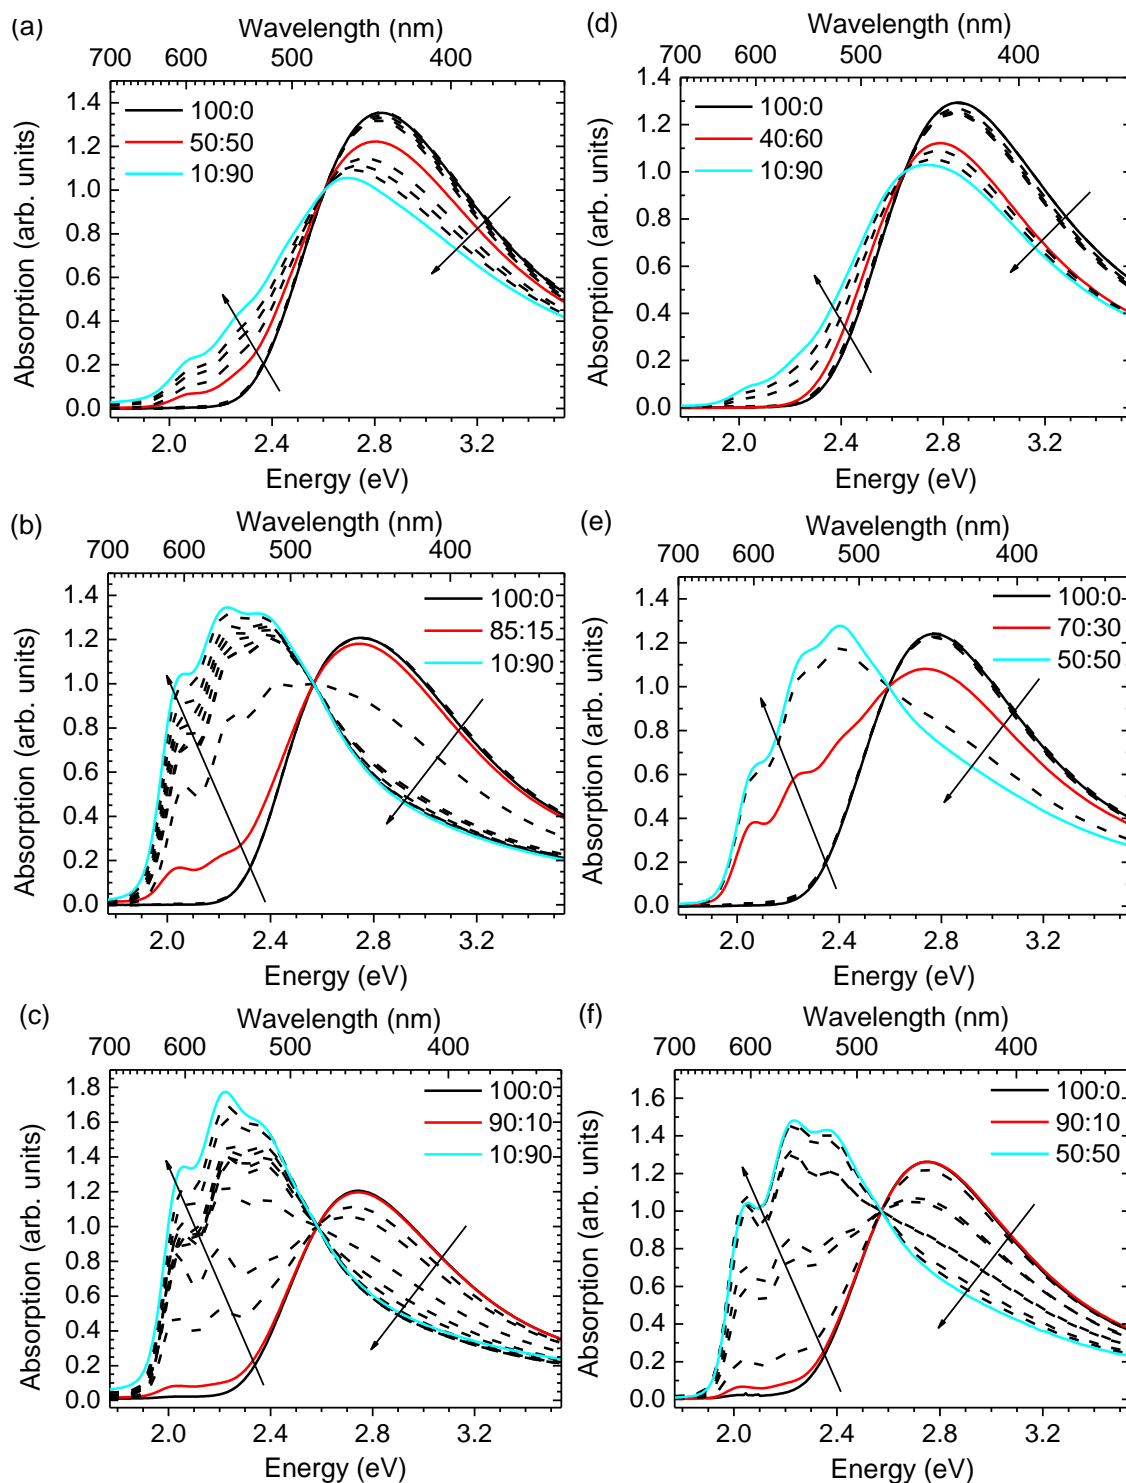 (a)
Wavelength (nm)
700 600 500 400
1.4
1.2
1.0
0.8
0.6
0.4
0.2
0.0
Absorption (arb. units)
100:0
50:50
10:90
2.0 2.4 2.8 3.2
Energy (eV)
(d)
Wavelength (nm)
700 600 500 400
1.4
1.2
1.0
0.8
0.6
0.4
0.2
0.0
Absorption (arb. units)
100:0
40:60
10:90
2.0 2.4 2.8 3.2
Energy (eV)
(b)
Wavelength (nm)
700 600 500 400
1.4
1.2
1.0
0.8
0.6
0.4
0.2
0.0
Absorption (arb. units)
100:0
85:15
10:90
2.0 2.4 2.8 3.2
Energy (eV)
(e)
Wavelength (nm)
700 600 500 400
1.4
1.2
1.0
0.8
0.6
0.4
0.2
0.0
Absorption (arb. units)
100:0
70:30
50:50
2.0 2.4 2.8 3.2
Energy (eV)
(c)
Wavelength (nm)
700 600 500 400
1.8
1.6
1.4
1.2
1.0
0.8
0.6
0.4
0.2
0.0
Absorption (arb. units)
100:0
90:10
10:90
2.0 2.4 2.8 3.2
Energy (eV)
(f)
Wavelength (nm)
700 600 500 400
1.6
1.4
1.2
1.0
0.8
0.6
0.4
0.2
0.0
Absorption (arb. units)
100:0
90:10
50:50
2.0 2.4 2.8 3.2
Energy (eV)